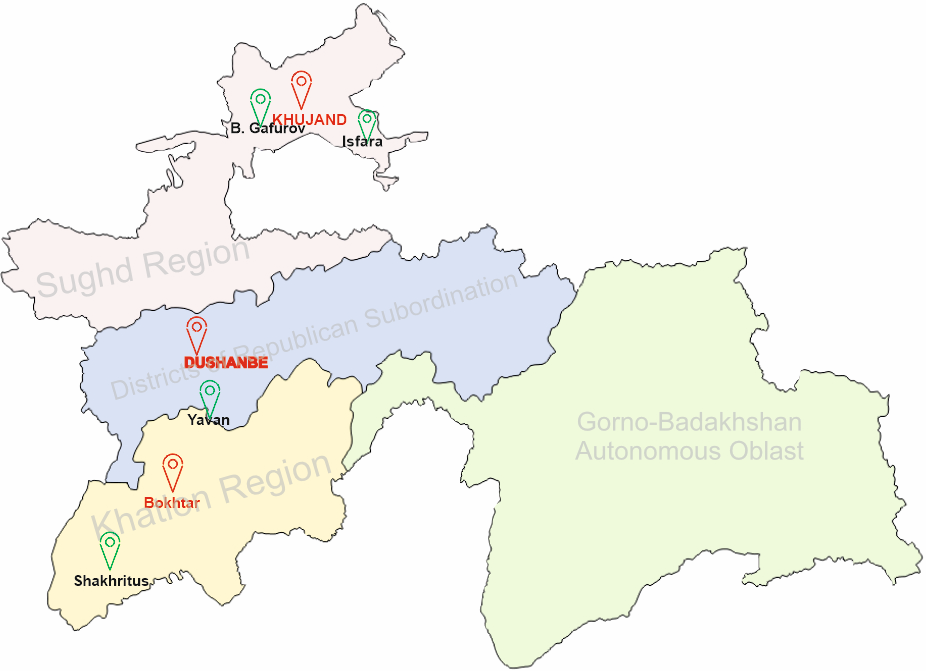 KHUJAND
B. Gafurov
Isfara
Sughd Region
Districts of Republican Subordination
DUSHANBE
Yavan
Gorno-Badakhshan
Autonomous Oblast
Khatlon Region
Bokhtar
Shakhritus